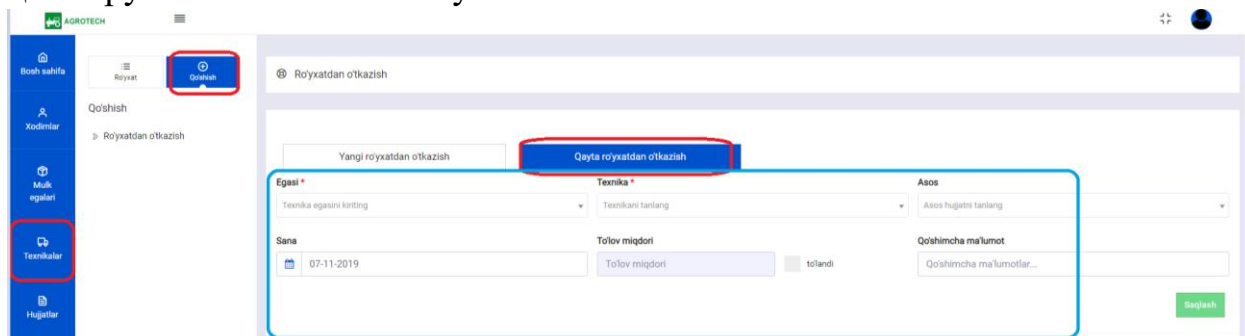 AGROTECH
Bosh sahifa
Xodimlar
Mulk
egalari
Texnikalar
Hujjatlar
Ro'yxat
Qo'shish
Qo'shish
Ro'yxatdan o'tkazish
Ro'yxatdan o'tkazish
Yangi ro'yxatdan o'tkazish
Qayta ro'yxatdan o'tkazish
Egasi *
Texnika *
Asos
Texnika egasini kiriting
Texnikani tanlang
Asos hujjatni tanlang
Sana
To'lov miqdori
Qo'shimcha ma'lumot
07-11-2019
To'lov miqdori
to'landi
Qo'shimcha ma'lumotlar...
Saqlash